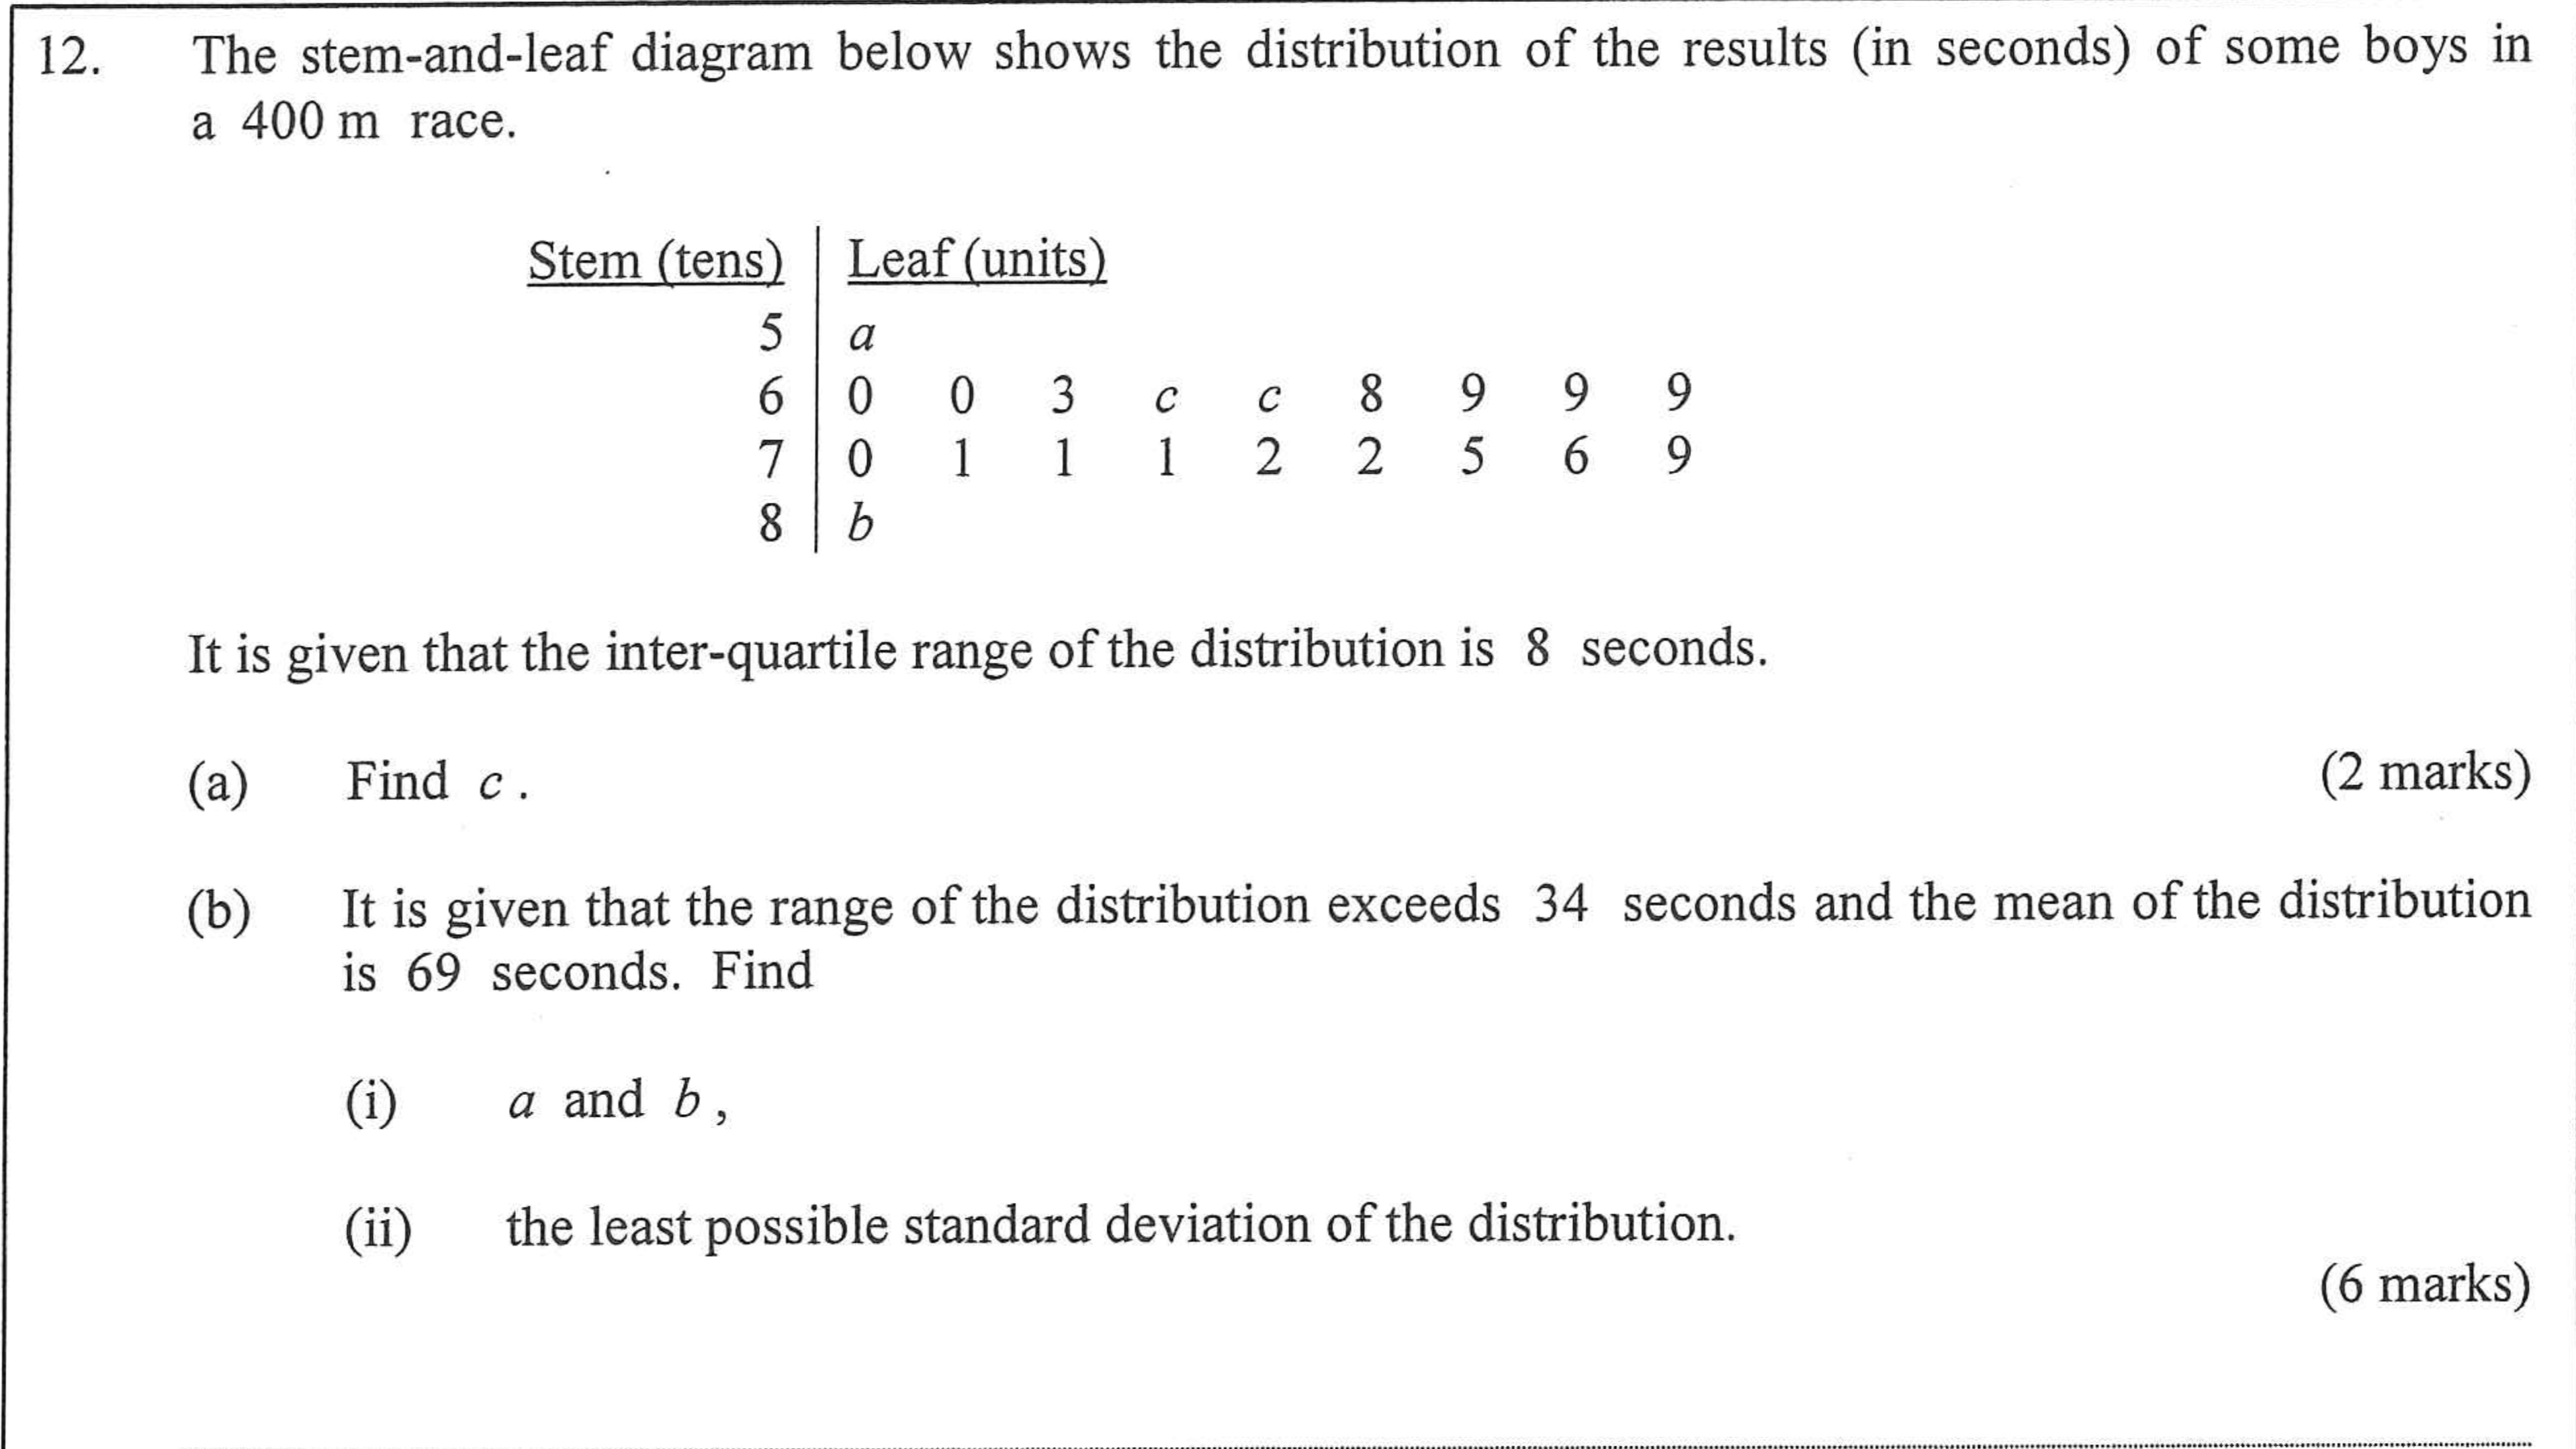 12. The stem-and-leaf diagram below shows the distribution of the results (in seconds) of some boys in
a 400 m race.
Stem (tens) Leaf (units)
5 a
6 0 0 3 c c 8 9 9 9
7 0 1 1 1 2 2 5 6 9
8 b
It is given that the inter-quartile range of the distribution is 8 seconds.
(a) Find c . (2 marks)
(b) It is given that the range of the distribution exceeds 34 seconds and the mean of the distribution
is 69 seconds. Find
(i) a and b ,
(ii) the least possible standard deviation of the distribution.
(6 marks)